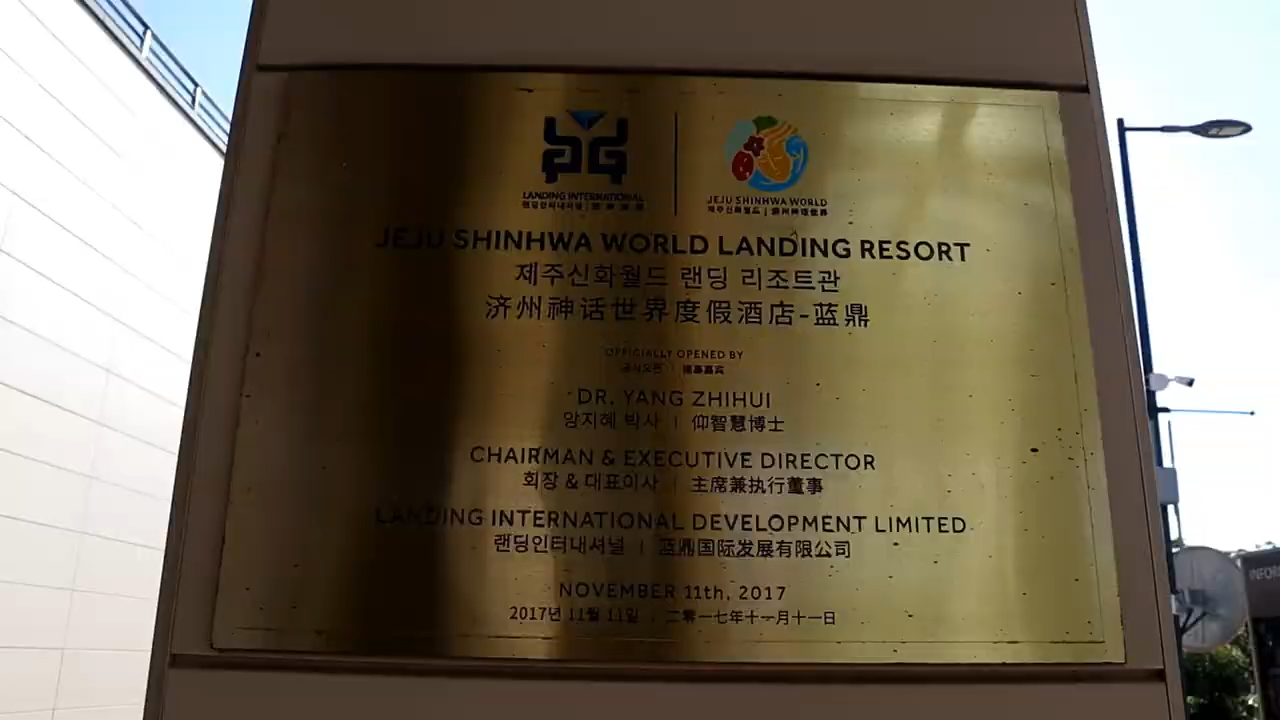 LANDING INTERNATIONAL
랜딩인터내셔널 | 蓝鼎国际
JEJU SHINHWA WORLD
제주신화월드 | 济州神话世界
JEJU SHINHWA WORLD LANDING RESORT
제주신화월드 랜딩 리조트관
济州神话世界度假酒店-蓝鼎
OFFICIALLY OPENED BY
공식오픈 | 揭幕嘉宾
DR. YANG ZHIHUI
앙지혜 박사 | 仰智慧博士
CHAIRMAN & EXECUTIVE DIRECTOR
회장 & 대표이사 | 主席兼执行董事
LANDING INTERNATIONAL DEVELOPMENT LIMITED
랜딩인터내셔널 | 蓝鼎国际发展有限公司
NOVEMBER 11th, 2017
2017년 11월 11일 | 二零一七年十一月十一日
INFOR